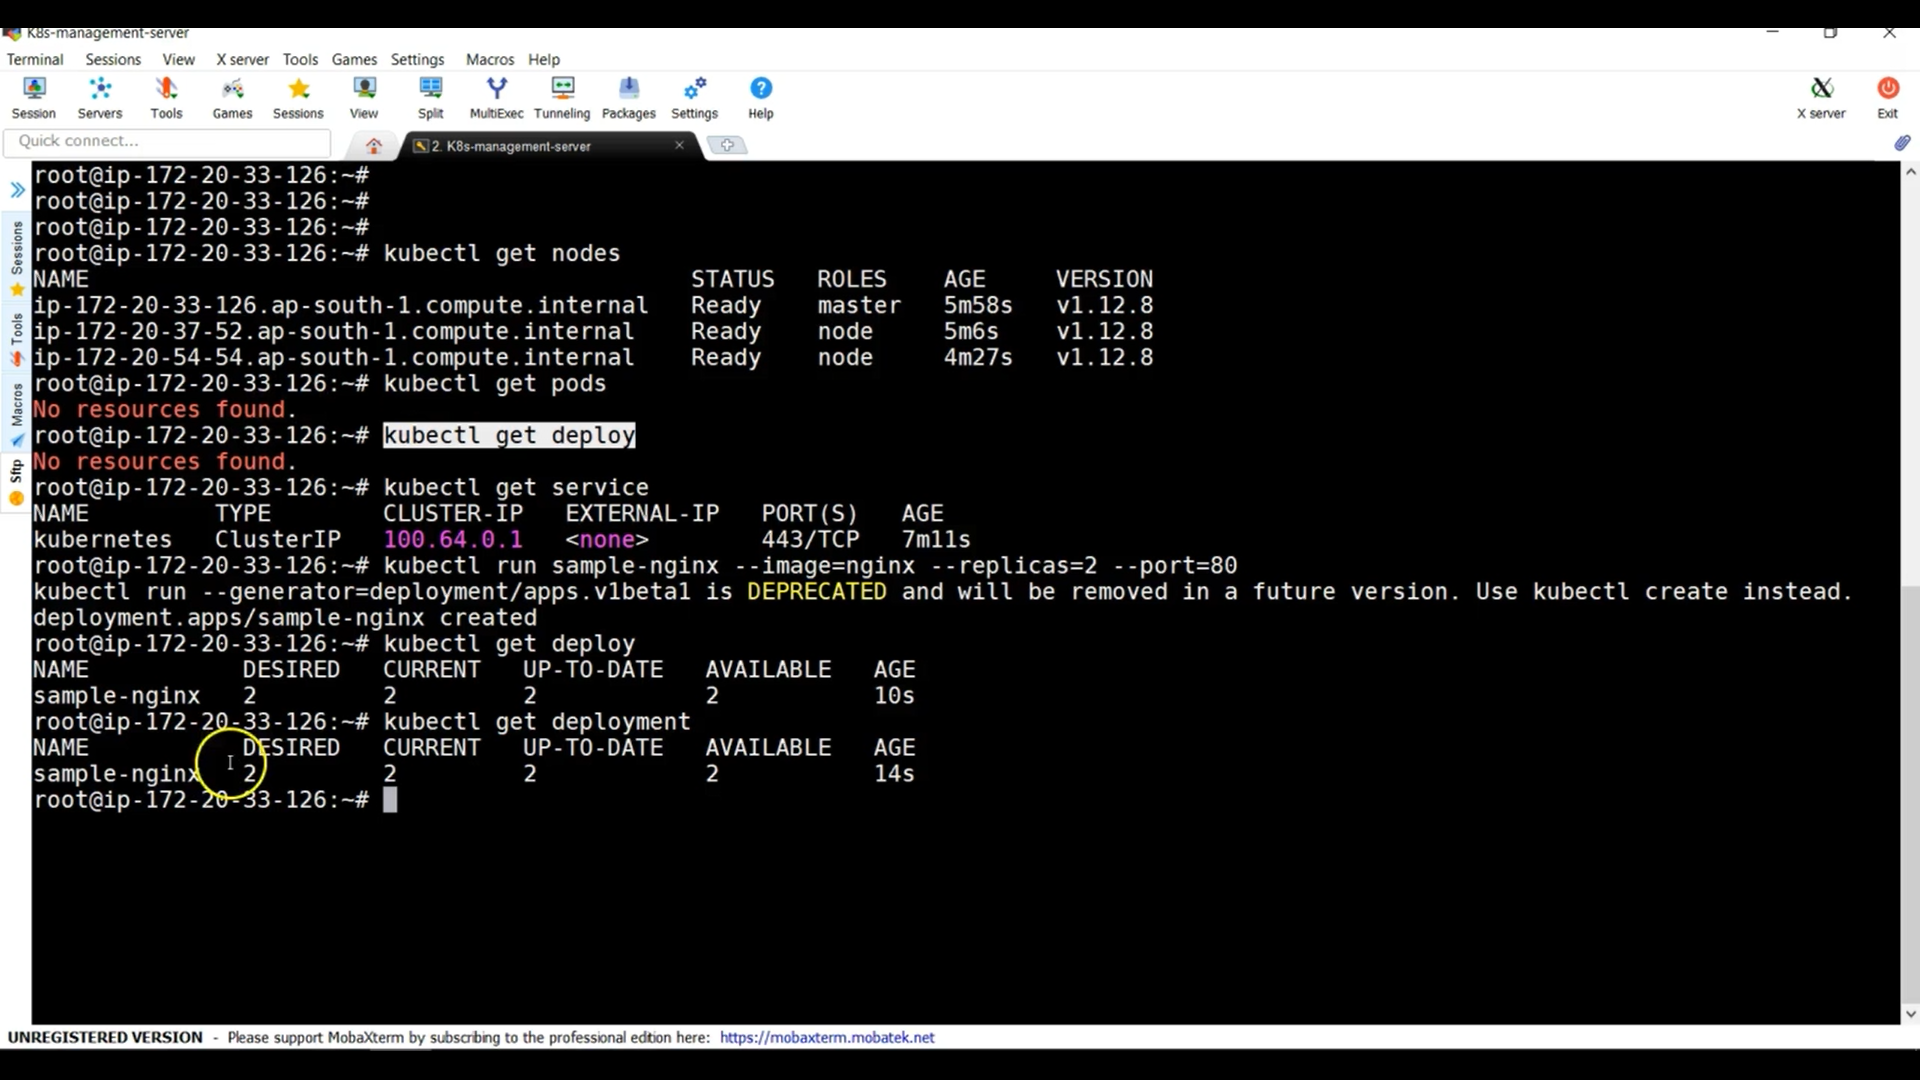 K8s-management-server
Terminal Sessions View X server Tools Games Settings Macros Help
Session Servers Tools Games Sessions View Split MultiExec Tunneling Packages Settings Help X server Exit
Quick connect...
2. K8s-management-server
Sessions
Tools
Macros
Sftp
root@ip-172-20-33-126:~#
root@ip-172-20-33-126:~#
root@ip-172-20-33-126:~#
root@ip-172-20-33-126:~# kubectl get nodes
NAME STATUS ROLES AGE VERSION
ip-172-20-33-126.ap-south-1.compute.internal Ready master 5m58s v1.12.8
ip-172-20-37-52.ap-south-1.compute.internal Ready node 5m6s v1.12.8
ip-172-20-54-54.ap-south-1.compute.internal Ready node 4m27s v1.12.8
root@ip-172-20-33-126:~# kubectl get pods
No resources found.
root@ip-172-20-33-126:~# kubectl get deploy
No resources found.
root@ip-172-20-33-126:~# kubectl get service
NAME TYPE CLUSTER-IP EXTERNAL-IP PORT(S) AGE
kubernetes ClusterIP 100.64.0.1 <none> 443/TCP 7m11s
root@ip-172-20-33-126:~# kubectl run sample-nginx --image=nginx --replicas=2 --port=80
kubectl run --generator=deployment/apps.v1beta1 is DEPRECATED and will be removed in a future version. Use kubectl create instead.
deployment.apps/sample-nginx created
root@ip-172-20-33-126:~# kubectl get deploy
NAME DESIRED CURRENT UP-TO-DATE AVAILABLE AGE
sample-nginx 2 2 2 2 10s
root@ip-172-20-33-126:~# kubectl get deployment
NAME DESIRED CURRENT UP-TO-DATE AVAILABLE AGE
sample-nginx 2 2 2 2 14s
root@ip-172-20-33-126:~#
UNREGISTERED VERSION - Please support MobaXterm by subscribing to the professional edition here: https://mobaxterm.mobatek.net